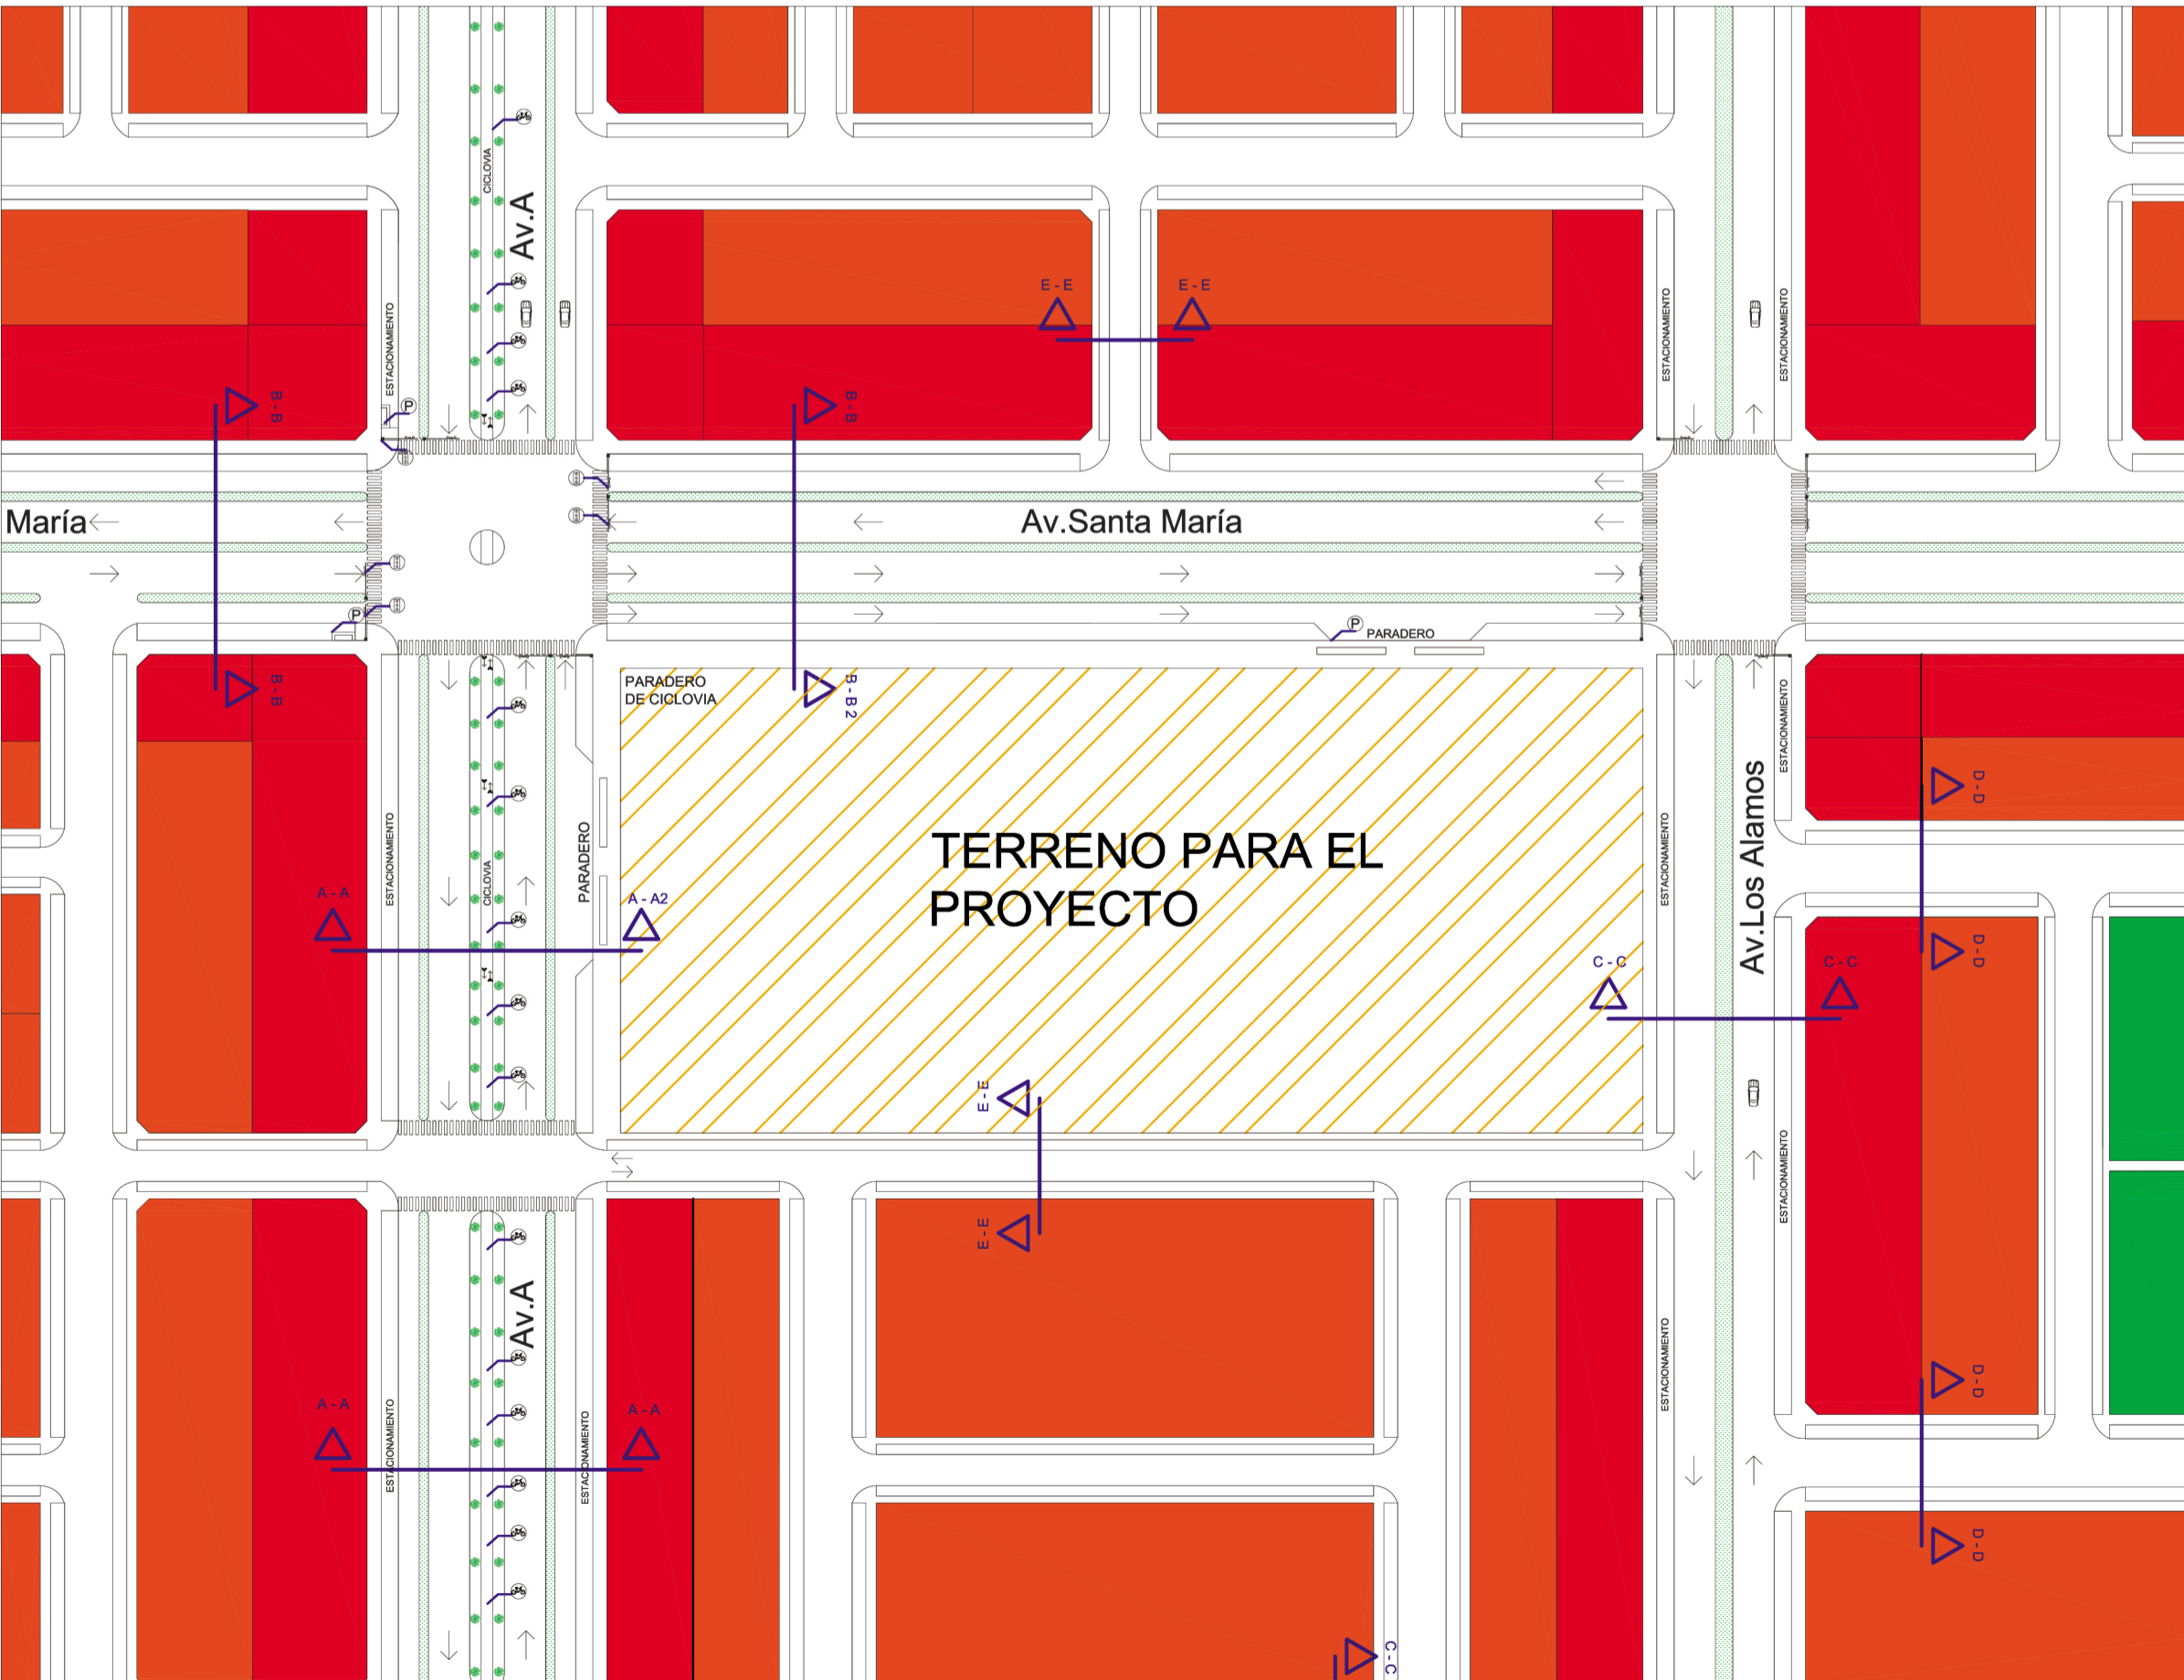 CICLOVIA
Av.A
E - E
E - E
ESTACIONAMIENTO
ESTACIONAMIENTO
ESTACIONAMIENTO
B - B
B - B
P
María
Av.Santa María
P
P
PARADERO
B - B
B - B 2
PARADERO
DE CICLOVIA
ESTACIONAMIENTO
D - D
TERRENO PARA EL
PROYECTO
ESTACIONAMIENTO
CICLOVIA
PARADERO
ESTACIONAMIENTO
Av.Los Alamos
A - A
A - A2
D - D
C - C
C - C
E - E
ESTACIONAMIENTO
E - E
Av.A
ESTACIONAMIENTO
D - D
A - A
A - A
ESTACIONAMIENTO
ESTACIONAMIENTO
D - D
C - C